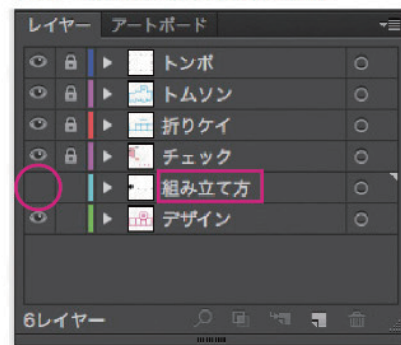 レイヤー アートボード
トンボ
トムソン
折りケイ
チェック
組み立て方
デザイン
6レイヤー